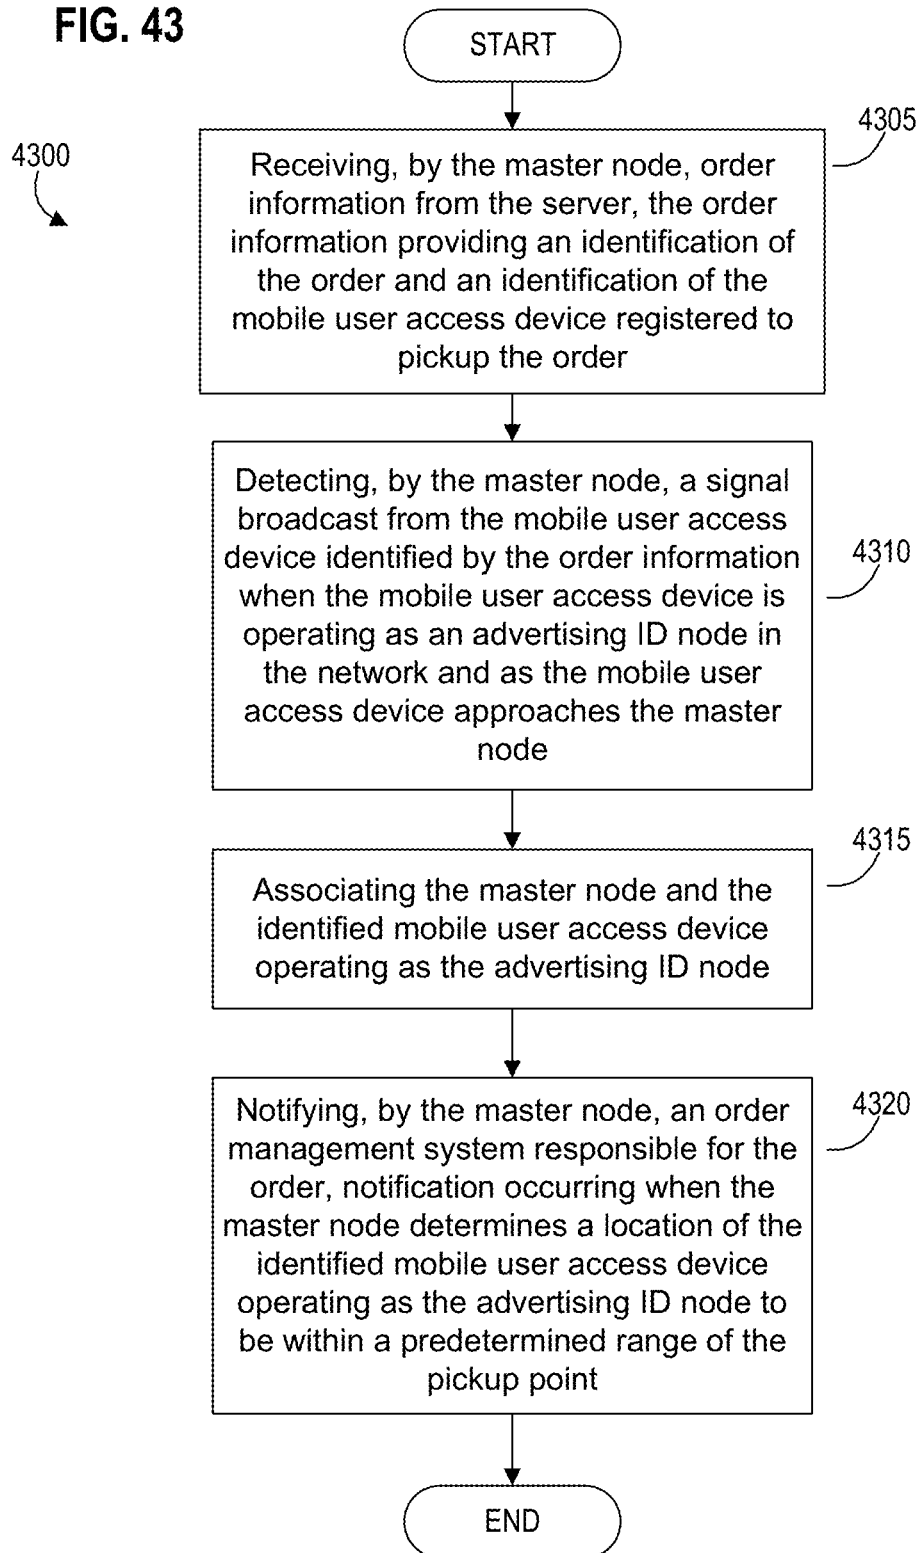 FIG. 43
START
4300
4305
Receiving, by the master node, order
information from the server, the order
information providing an identification of
the order and an identification of the
mobile user access device registered to
pickup the order
Detecting, by the master node, a signal
broadcast from the mobile user access
device identified by the order information
when the mobile user access device is
operating as an advertising ID node in
the network and as the mobile user
access device approaches the master
node
4310
4315
Associating the master node and the
identified mobile user access device
operating as the advertising ID node
4320
Notifying, by the master node, an order
management system responsible for the
order, notification occurring when the
master node determines a location of the
identified mobile user access device
operating as the advertising ID node to
be within a predetermined range of the
pickup point
END